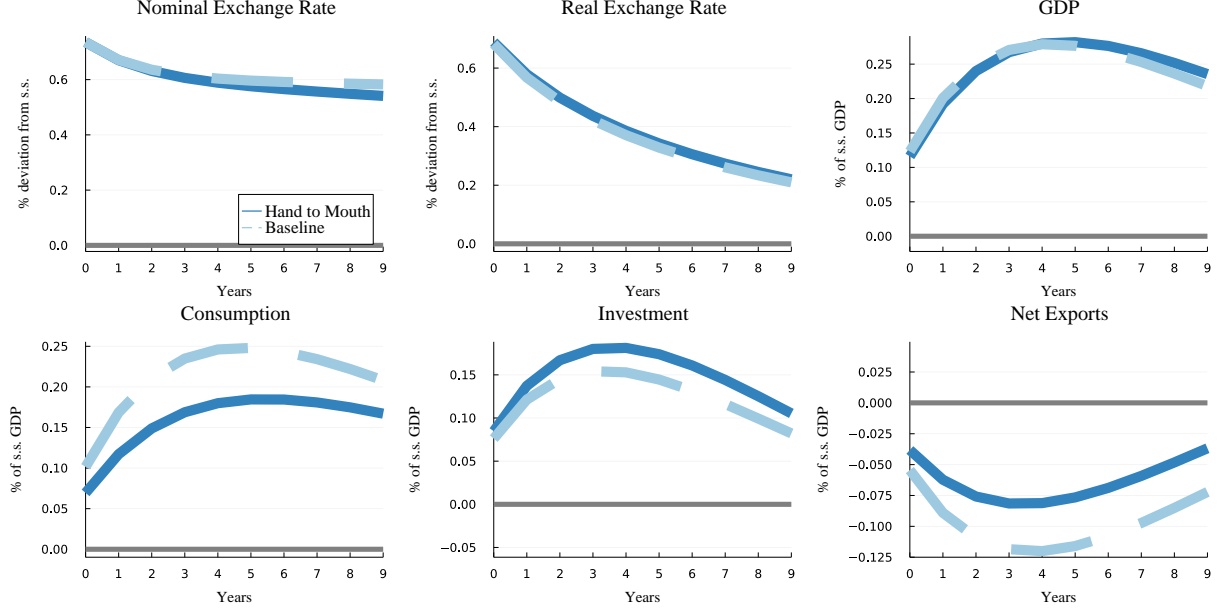 Nominal Exchange Rate
Real Exchange Rate
GDP
% deviation from s.s.
0.6
0.4
0.2
0.0
Hand to Mouth
Baseline
0 1 2 3 4 5 6 7 8 9
Years
% deviation from s.s.
0.6
0.4
0.2
0.0
0 1 2 3 4 5 6 7 8 9
Years
% of s.s. GDP
0.25
0.20
0.15
0.10
0.05
0.00
0 1 2 3 4 5 6 7 8 9
Years
Consumption
Investment
Net Exports
% of s.s. GDP
0.25
0.20
0.15
0.10
0.05
0.00
0 1 2 3 4 5 6 7 8 9
Years
% of s.s. GDP
0.15
0.10
0.05
0.00
−0.05
0 1 2 3 4 5 6 7 8 9
Years
% of s.s. GDP
0.025
0.000
−0.025
−0.050
−0.075
−0.100
−0.125
0 1 2 3 4 5 6 7 8 9
Years